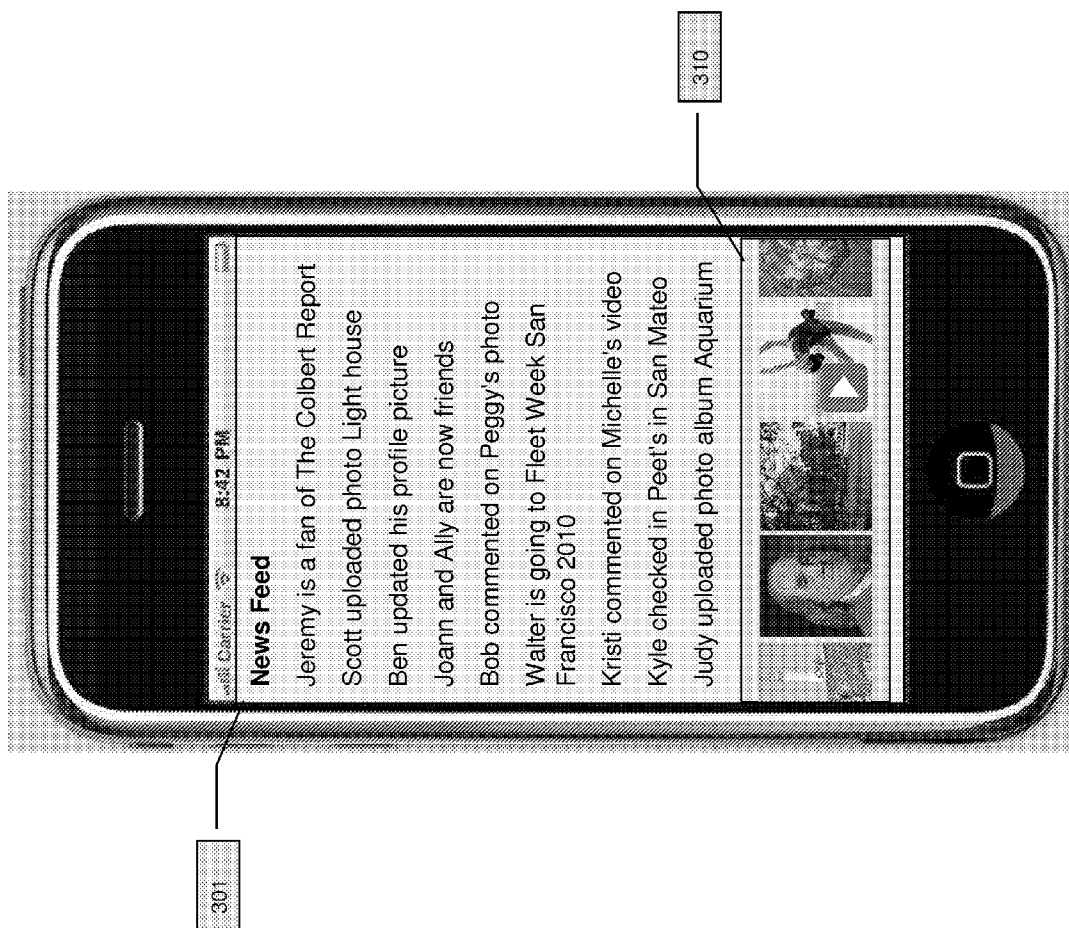 Carrier 8:42 PM
News Feed
Jeremy is a fan of The Colbert Report
Scott uploaded photo Light house
Ben updated his profile picture
Joann and Ally are now friends
Bob commented on Peggy's photo
Walter is going to Fleet Week San
Francisco 2010
Kristi commented on Michelle's video
Kyle checked in Peet's in San Mateo
Judy uploaded photo album Aquarium
301
310